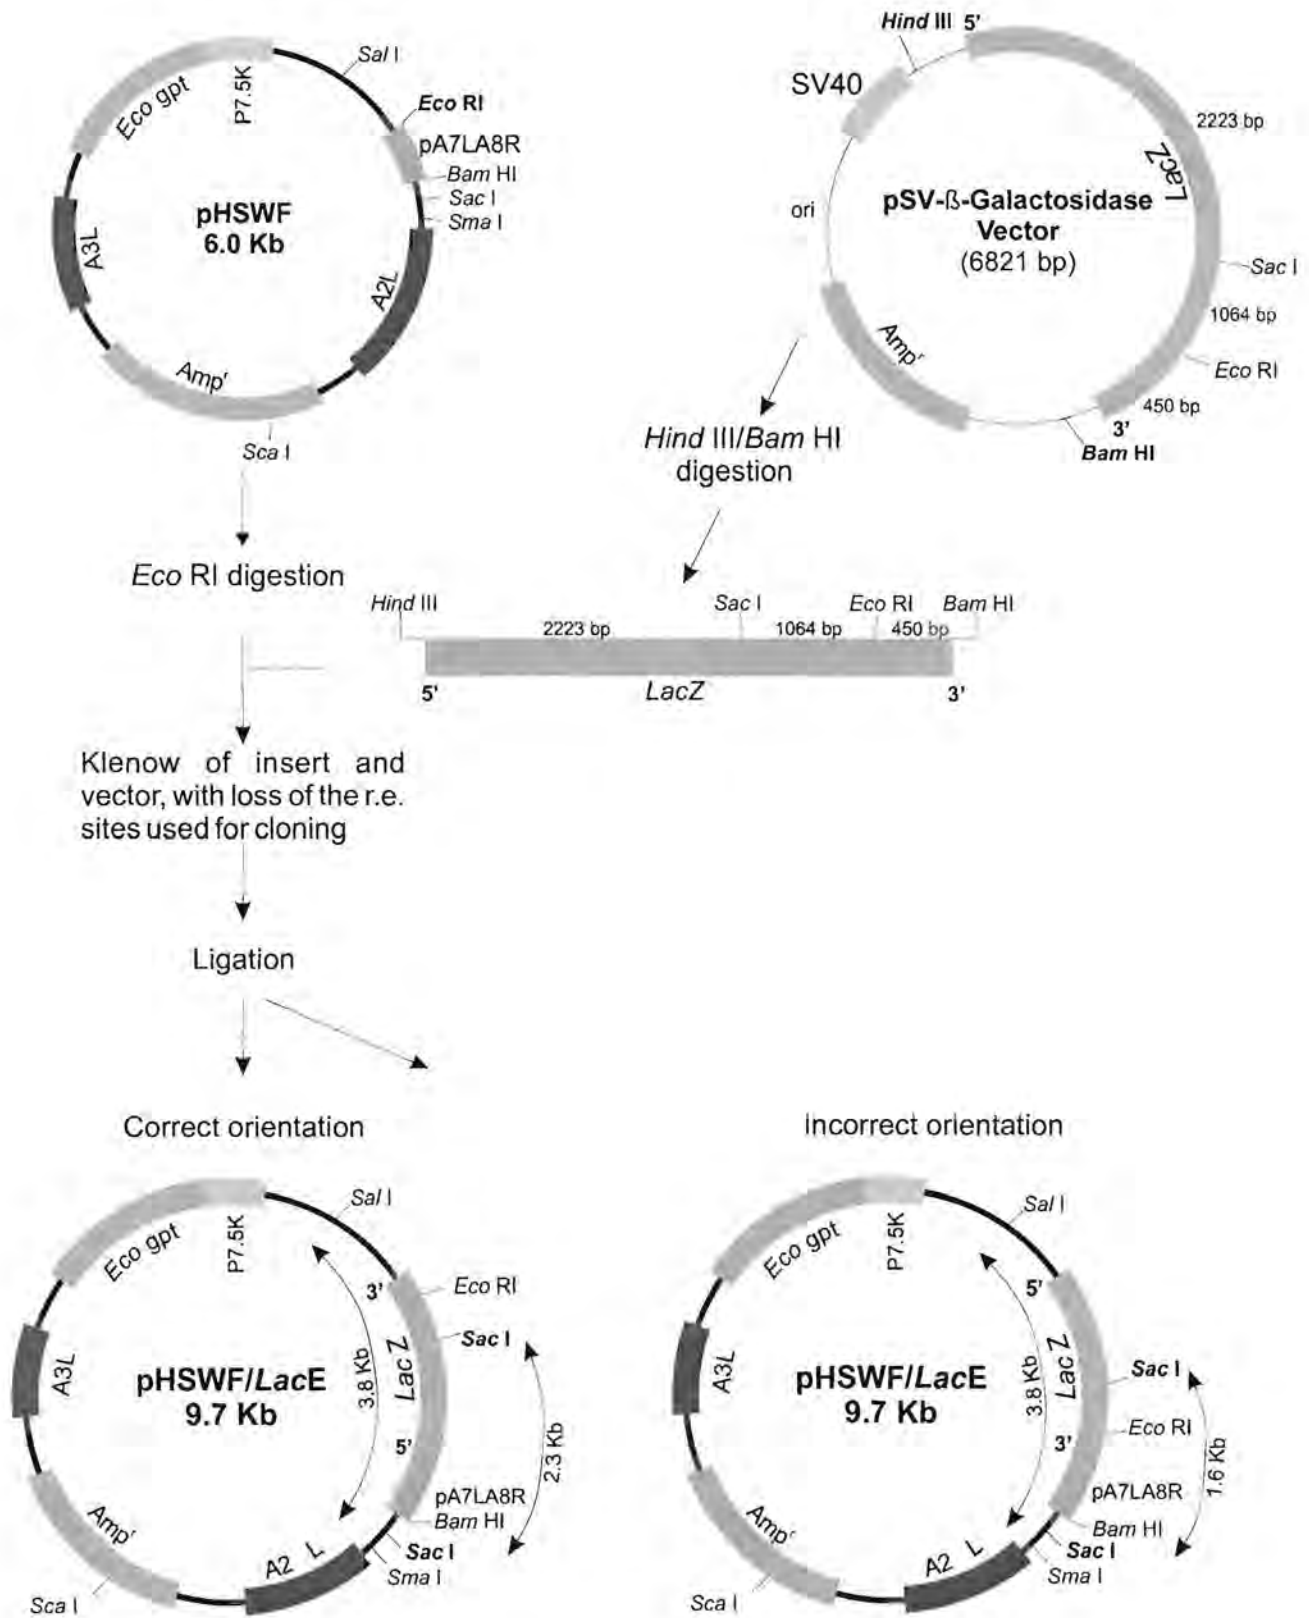 Eco gpt
P7.5K
Sal I
Eco RI
pA7LA8R
Bam HI
Sac I
Sma I
pHSWF
6.0 Kb
A3L
A2L
Ampʳ
Sca I
Hind III 5'
SV40
2223 bp
LacZ
ori
pSV-ß-Galactosidase
Vector
(6821 bp)
Sac I
1064 bp
Eco RI
Ampʳ
450 bp
3'
Bam HI
Hind III/Bam HI
digestion
Eco RI digestion
Hind III
Sac I
Eco RI
Bam HI
2223 bp
1064 bp
450 bp
5'
LacZ
3'
Klenow of insert and
vector, with loss of the r.e.
sites used for cloning
Ligation
Correct orientation
Eco gpt
P7.5K
Sal I
3'
Eco RI
Sac I
A3L
pHSWF/LacE
9.7 Kb
3.8 Kb
Lac Z
5'
2.3 Kb
pA7LA8R
Bam HI
Ampʳ
A2 L
Sac I
Sma I
Sca I
Incorrect orientation
Eco gpt
P7.5K
Sal I
5'
Sac I
A3L
pHSWF/LacE
9.7 Kb
3.8 Kb
Lac Z
3'
Eco RI
1.6 Kb
pA7LA8R
Bam HI
Ampʳ
A2 L
Sac I
Sma I
Sca I